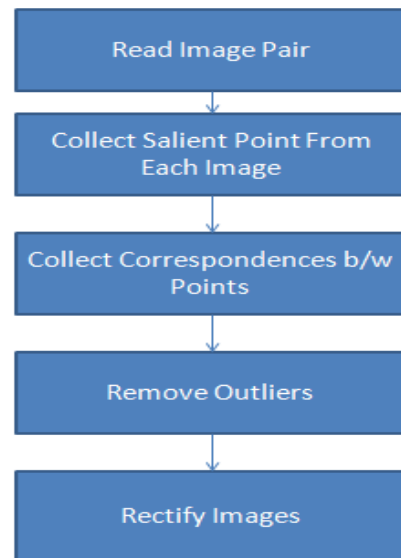 Read Image Pair
Collect Salient Point From
Each Image
Collect Correspondences b/w
Points
Remove Outliers
Rectify Images